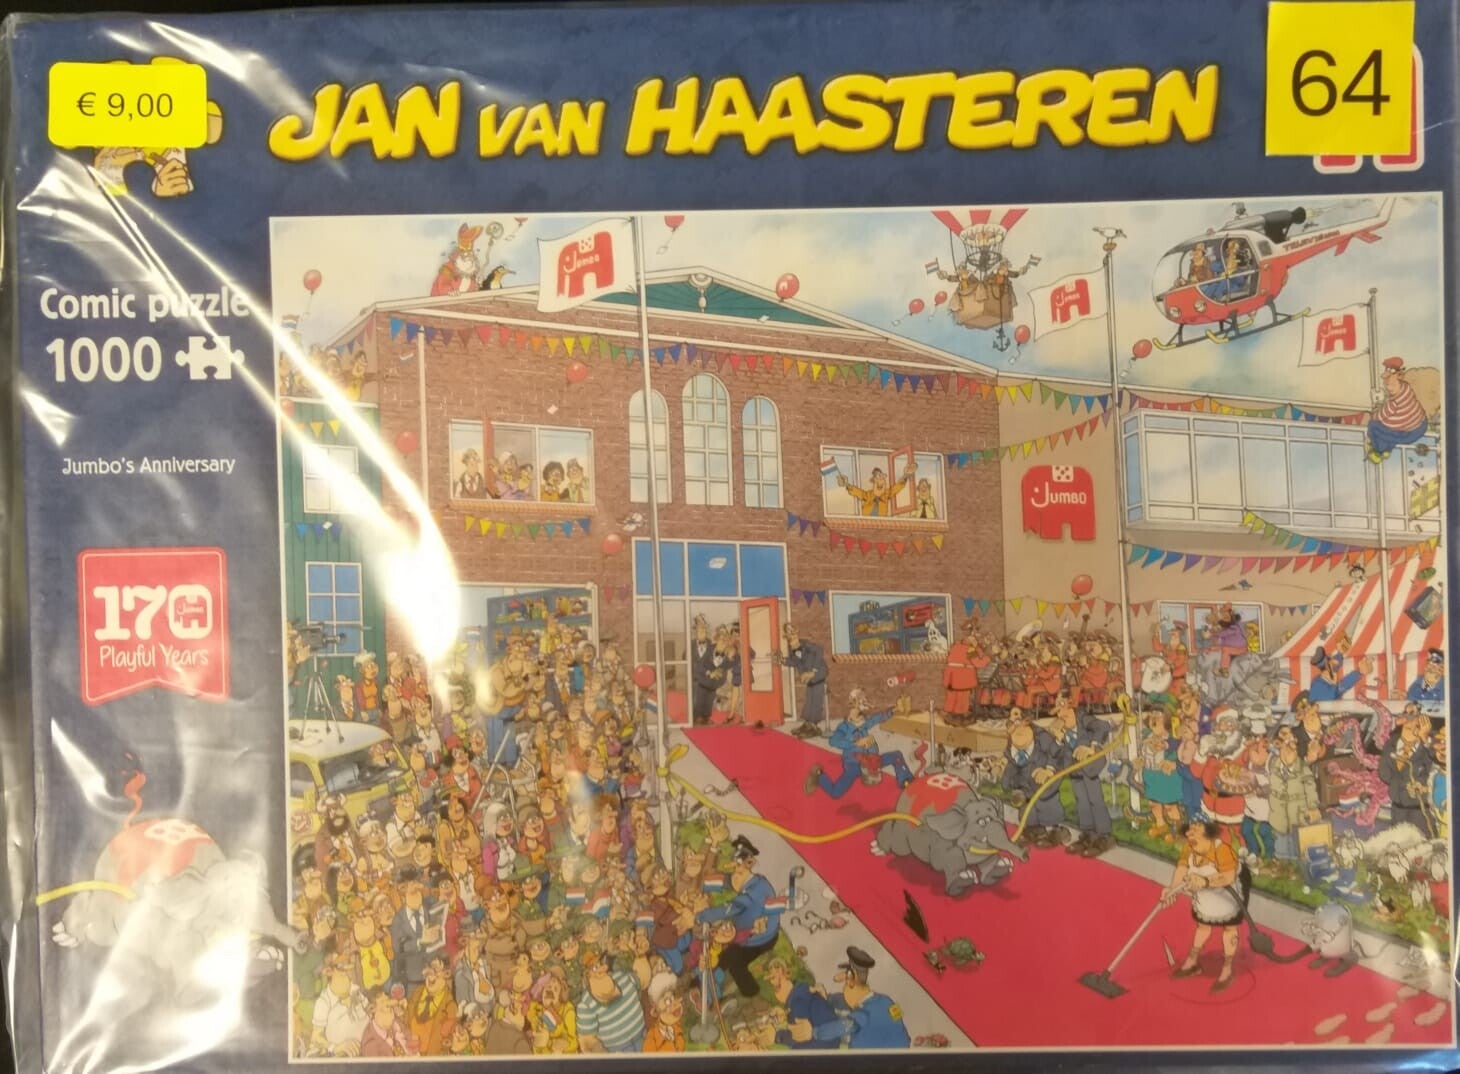 € 9,00
JAN VAN HAASTEREN
64
Comic puzzle
1000
Jumbo's Anniversary
170
Jumbo
Playful Years
Jumbo
Jumbo
Jumbo
Jumbo
TELEVISION